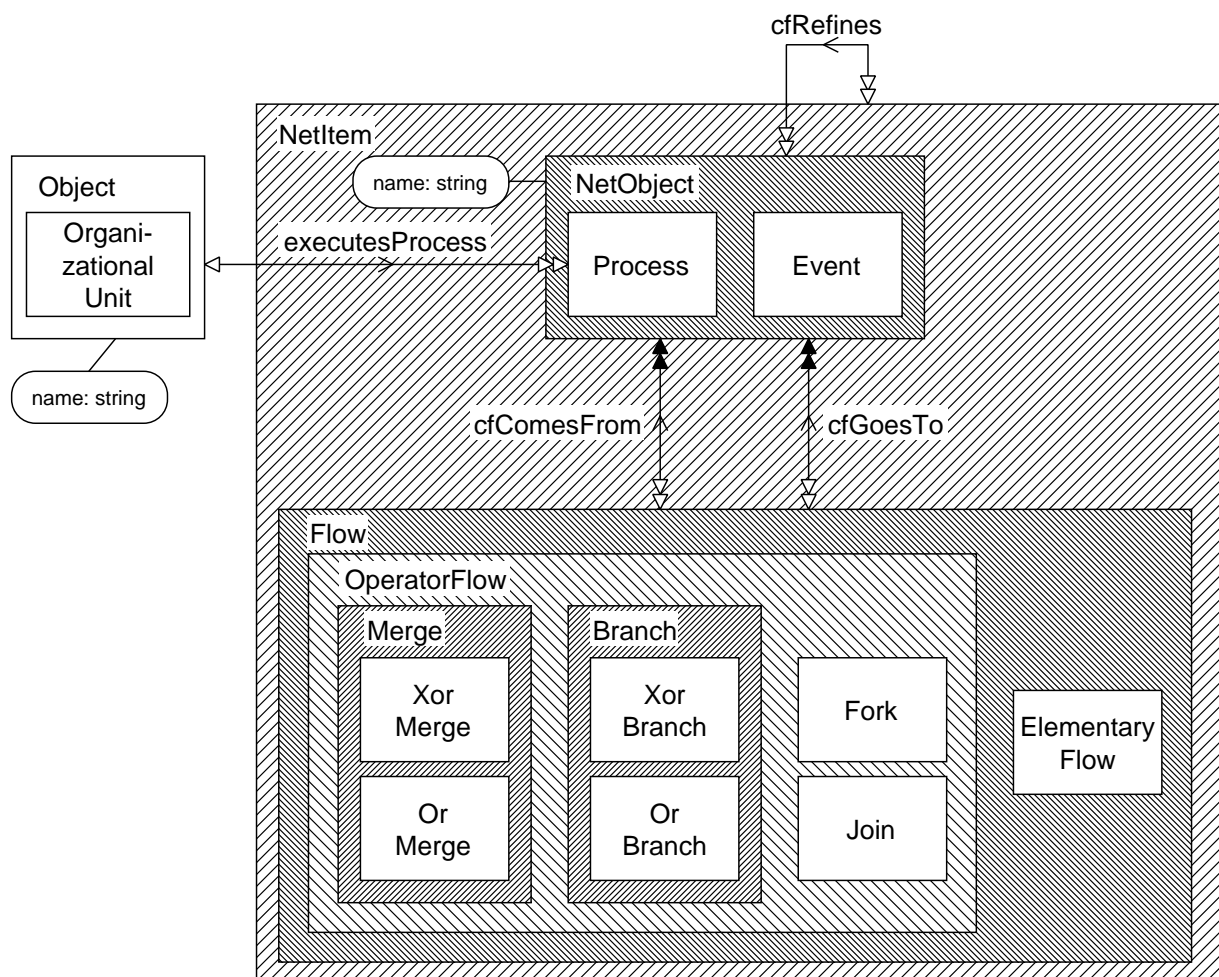 cfRefines
NetItem
Object
name: string
NetObject
Organi-
zational
Unit
executesProcess
Process
Event
name: string
cfComesFrom
cfGoesTo
Flow
OperatorFlow
Merge
Branch
Xor
Merge
Xor
Branch
Fork
Elementary
Flow
Or
Merge
Or
Branch
Join